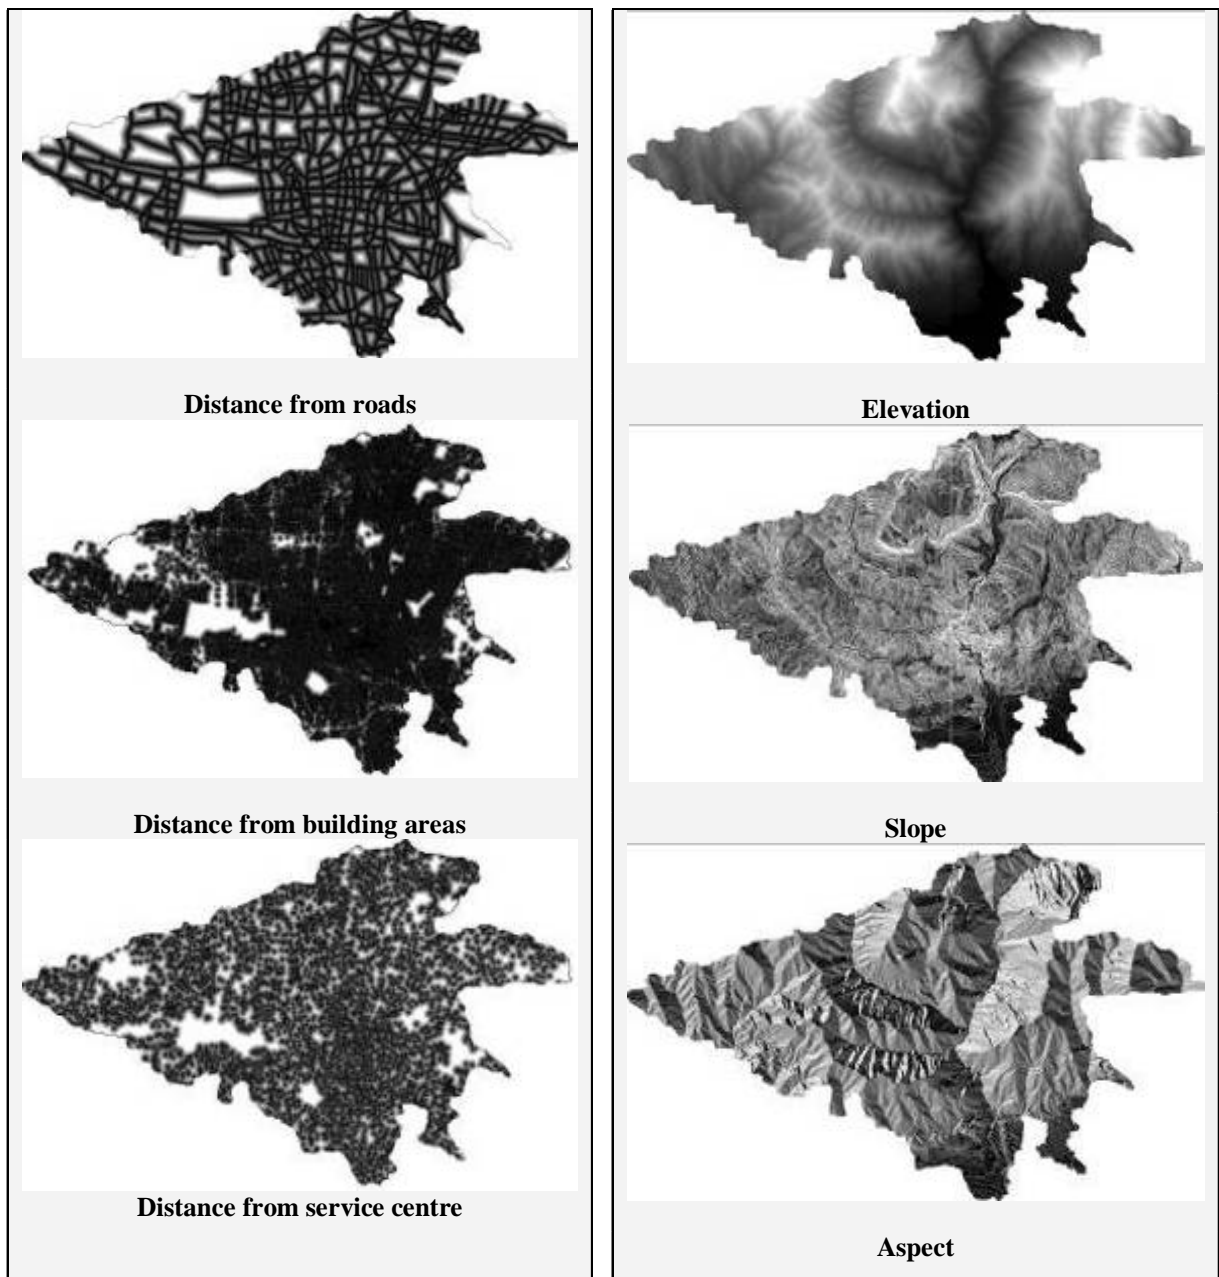 Distance from roads
Elevation
Distance from building areas
Slope
Distance from service centre
Aspect